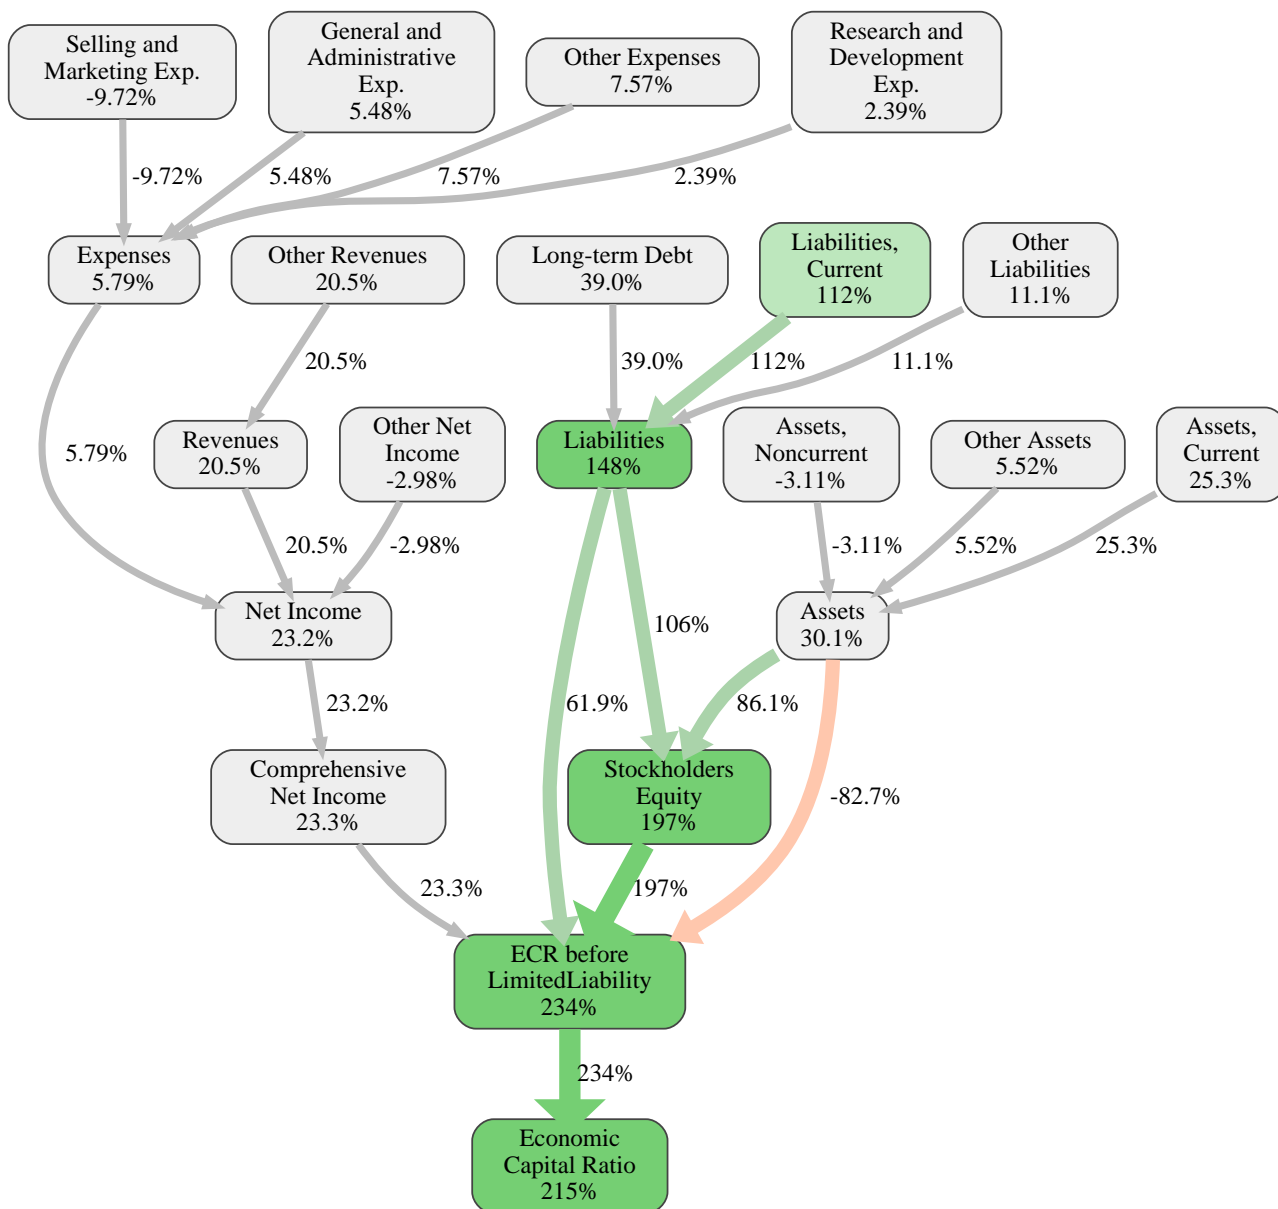 Selling and
Marketing Exp.
-9.72%
General and
Administrative
Exp.
5.48%
Other Expenses
7.57%
Research and
Development
Exp.
2.39%
-9.72%
5.48%
7.57%
2.39%
Expenses
5.79%
Other Revenues
20.5%
Long-term Debt
39.0%
Liabilities,
Current
112%
Other
Liabilities
11.1%
20.5%
39.0%
112%
11.1%
5.79%
Revenues
20.5%
Other Net
Income
-2.98%
Liabilities
148%
Assets,
Noncurrent
-3.11%
Other Assets
5.52%
Assets,
Current
25.3%
20.5%
-2.98%
-3.11%
5.52%
25.3%
Net Income
23.2%
106%
Assets
30.1%
23.2%
61.9%
86.1%
Comprehensive
Net Income
23.3%
Stockholders
Equity
197%
-82.7%
23.3%
197%
ECR before
LimitedLiability
234%
234%
Economic
Capital Ratio
215%